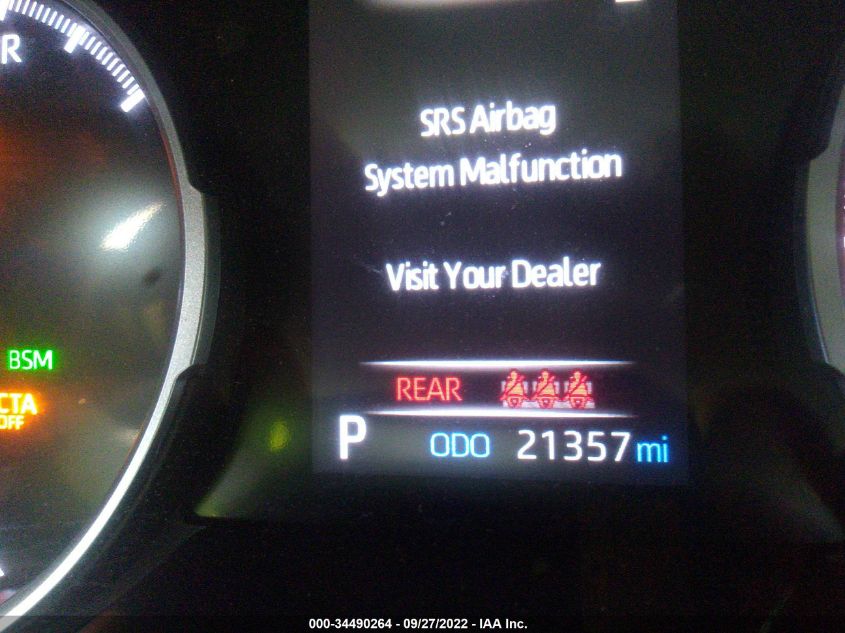 R
SRS Airbag
System Malfunction
Visit Your Dealer
BSM
REAR
CTA
OFF
P ODO 21357 mi
000-34490264 - 09/27/2022 - IAA Inc.